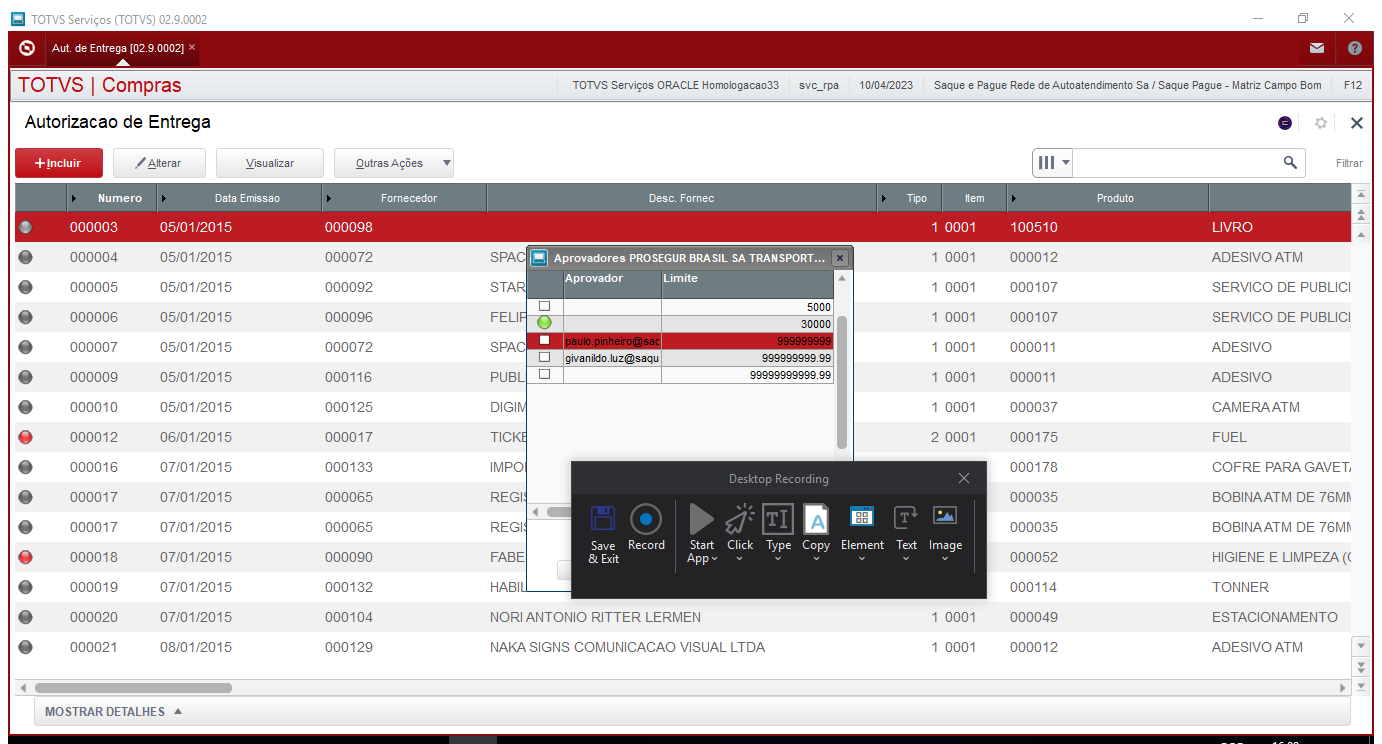 TOTVS Serviços (TOTVS) 02.9.0002
Aut. de Entrega [02.9.0002] ×
TOTVS | Compras
TOTVS Serviços ORACLE Homologacao33 svc_rpa 10/04/2023 Saque e Pague Rede de Autoatendimento Sa / Saque Pague - Matriz Campo Bom F12
Autorizacao de Entrega
+ Incluir Alterar Visualizar Outras Ações Filtrar
Numero Data Emissao Fornecedor Desc. Fornec Tipo Item Produto
000003 05/01/2015 000098 1 0001 100510 LIVRO
000004 05/01/2015 000072 SPAC 1 0001 000012 ADESIVO ATM
000005 05/01/2015 000092 STAR 1 0001 000107 SERVICO DE PUBLICI
000006 05/01/2015 000096 FELIP 1 0001 000107 SERVICO DE PUBLICI
000007 05/01/2015 000072 SPAC 1 0001 000011 ADESIVO
000009 05/01/2015 000116 PUBL 1 0001 000011 ADESIVO
000010 05/01/2015 000125 DIGIM 1 0001 000037 CAMERA ATM
000012 06/01/2015 000017 TICKE 2 0001 000175 FUEL
000016 07/01/2015 000133 IMPO 000178 COFRE PARA GAVETA
000017 07/01/2015 000065 REGIS 000035 BOBINA ATM DE 76MM
000017 07/01/2015 000065 REGIS 000035 BOBINA ATM DE 76MM
000018 07/01/2015 000090 FABE 000052 HIGIENE E LIMPEZA (
000019 07/01/2015 000132 HABIL 000114 TONNER
000020 07/01/2015 000104 NORI ANTONIO RITTER LERMEN 1 0001 000049 ESTACIONAMENTO
000021 08/01/2015 000129 NAKA SIGNS COMUNICACAO VISUAL LTDA 1 0001 000012 ADESIVO ATM
MOSTRAR DETALHES
Aprovadores PROSEGUR BRASIL SA TRANSPORT...
Aprovador Limite
5000
30000
paulo.pinheiro@sac 999999999
givanildo.luz@saqu 999999999.99
99999999999.99
Desktop Recording
Save & Exit
Record
Start App
Click
Type
Copy
Element
Text
Image